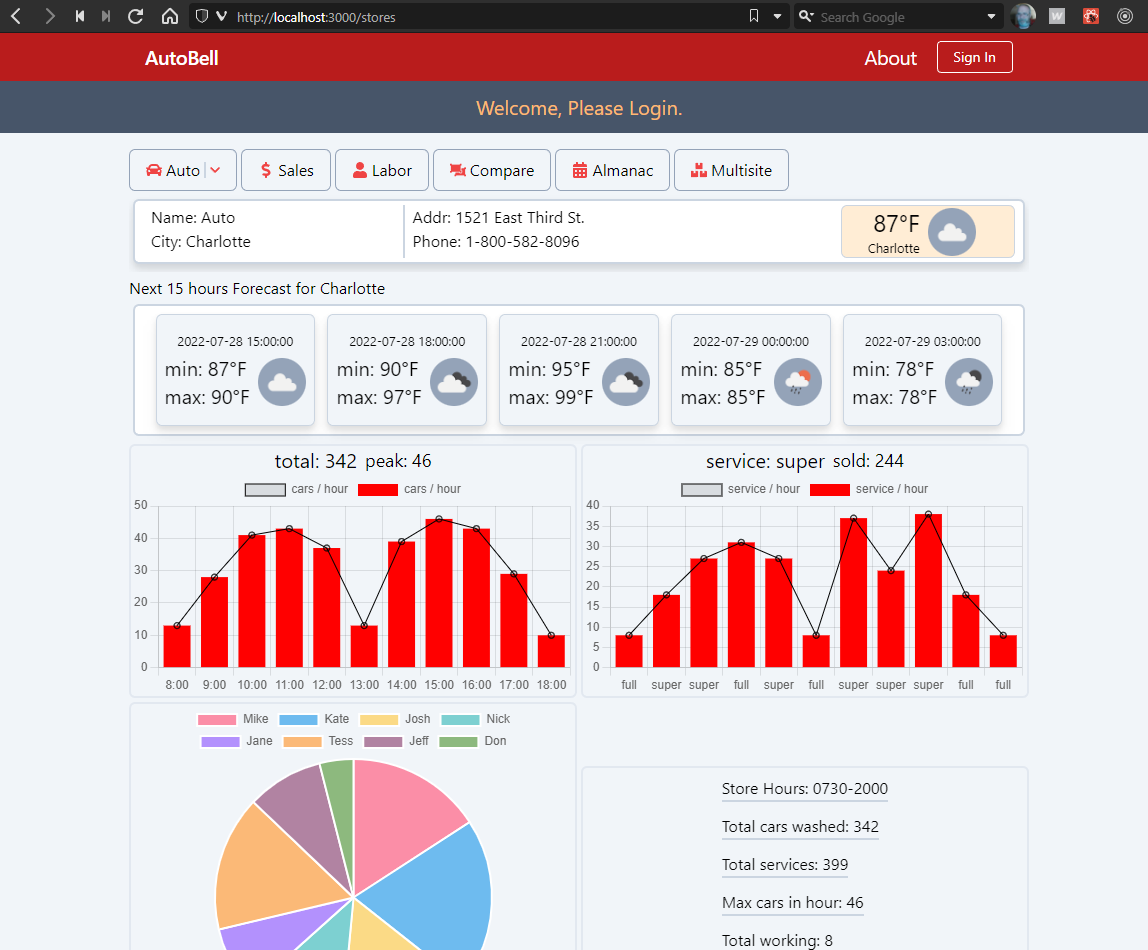 http://localhost:3000/stores
Search Google
W
AutoBell
About
Sign In
Welcome, Please Login.
Auto
Sales
Labor
Compare
Almanac
Multisite
Name: Auto
City: Charlotte
Addr: 1521 East Third St.
Phone: 1-800-582-8096
87°F
Charlotte
Next 15 hours Forecast for Charlotte
2022-07-28 15:00:00
min: 87°F
max: 90°F
2022-07-28 18:00:00
min: 90°F
max: 97°F
2022-07-28 21:00:00
min: 95°F
max: 99°F
2022-07-29 00:00:00
min: 85°F
max: 85°F
2022-07-29 03:00:00
min: 78°F
max: 78°F
total: 342 peak: 46
cars / hour cars / hour
50
40
30
20
10
0
8:00 9:00 10:00 11:00 12:00 13:00 14:00 15:00 16:00 17:00 18:00
service: super sold: 244
service / hour service / hour
40
35
30
25
20
15
10
5
0
full super super full super full super super super full full
Mike Kate Josh Nick
Jane Tess Jeff Don
Store Hours: 0730-2000
Total cars washed: 342
Total services: 399
Max cars in hour: 46
Total working: 8